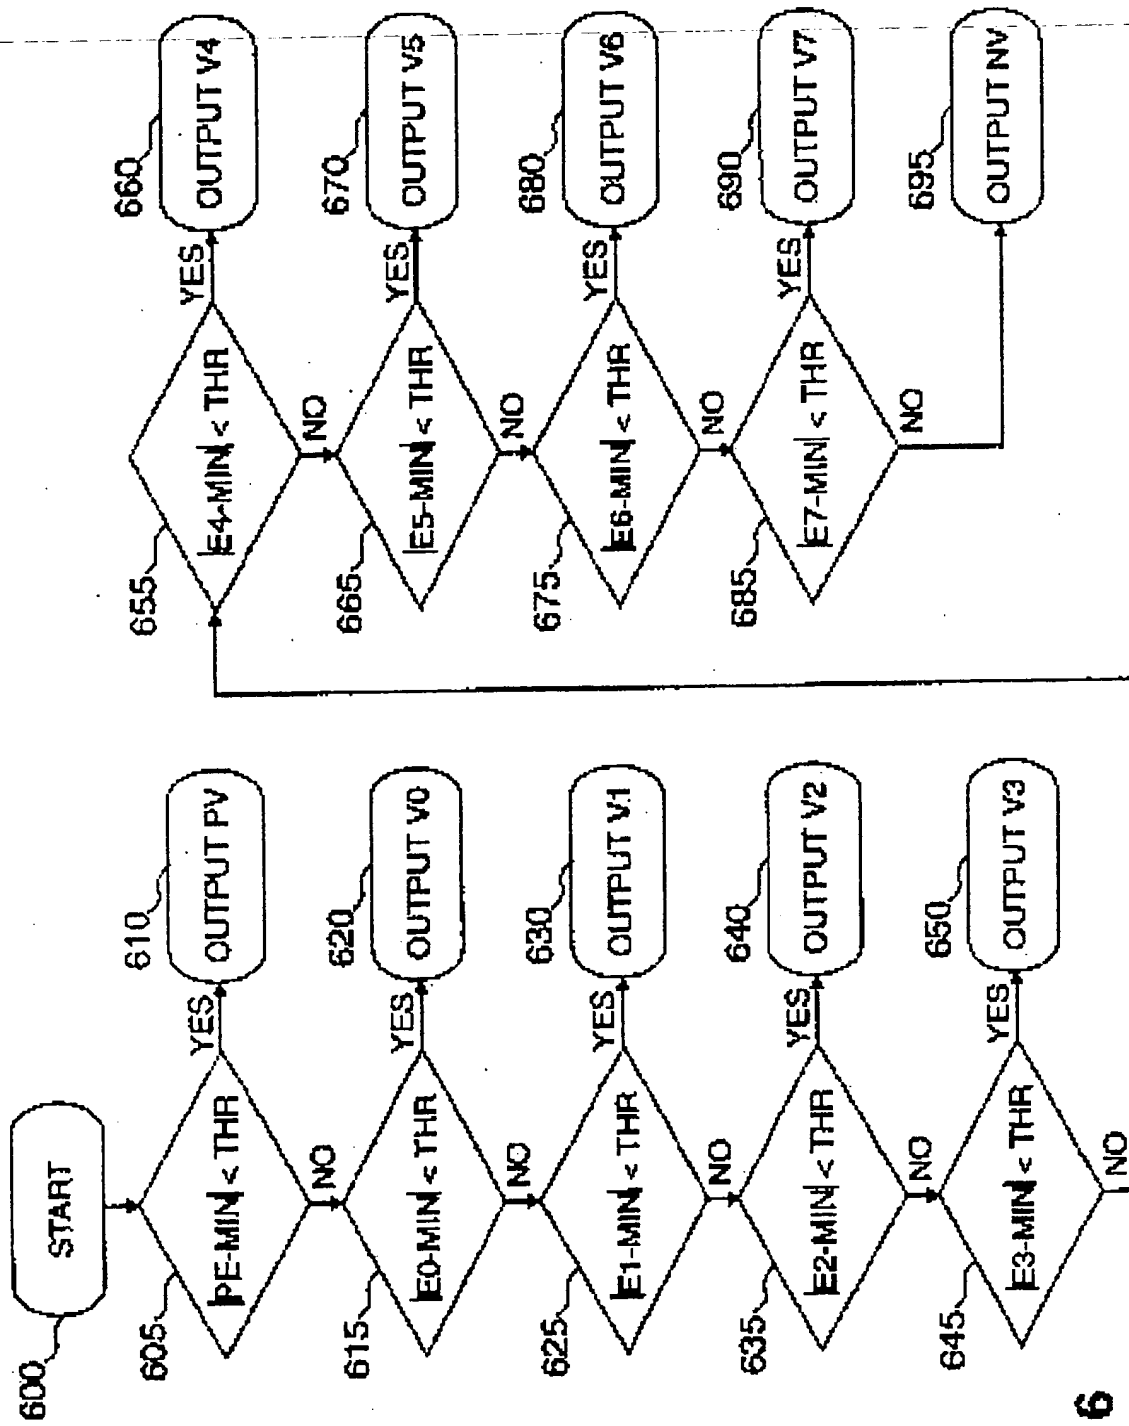 600
START
605
|PE-MIN| < THR
YES
610
OUTPUT PV
NO
615
|E0-MIN| < THR
YES
620
OUTPUT V0
NO
625
|E1-MIN| < THR
YES
630
OUTPUT V1
NO
635
|E2-MIN| < THR
YES
640
OUTPUT V2
NO
645
|E3-MIN| < THR
YES
650
OUTPUT V3
NO
655
|E4-MIN| < THR
YES
660
OUTPUT V4
NO
665
|E5-MIN| < THR
YES
670
OUTPUT V5
NO
675
|E6-MIN| < THR
YES
680
OUTPUT V6
NO
685
|E7-MIN| < THR
YES
690
OUTPUT V7
NO
695
OUTPUT NV
6